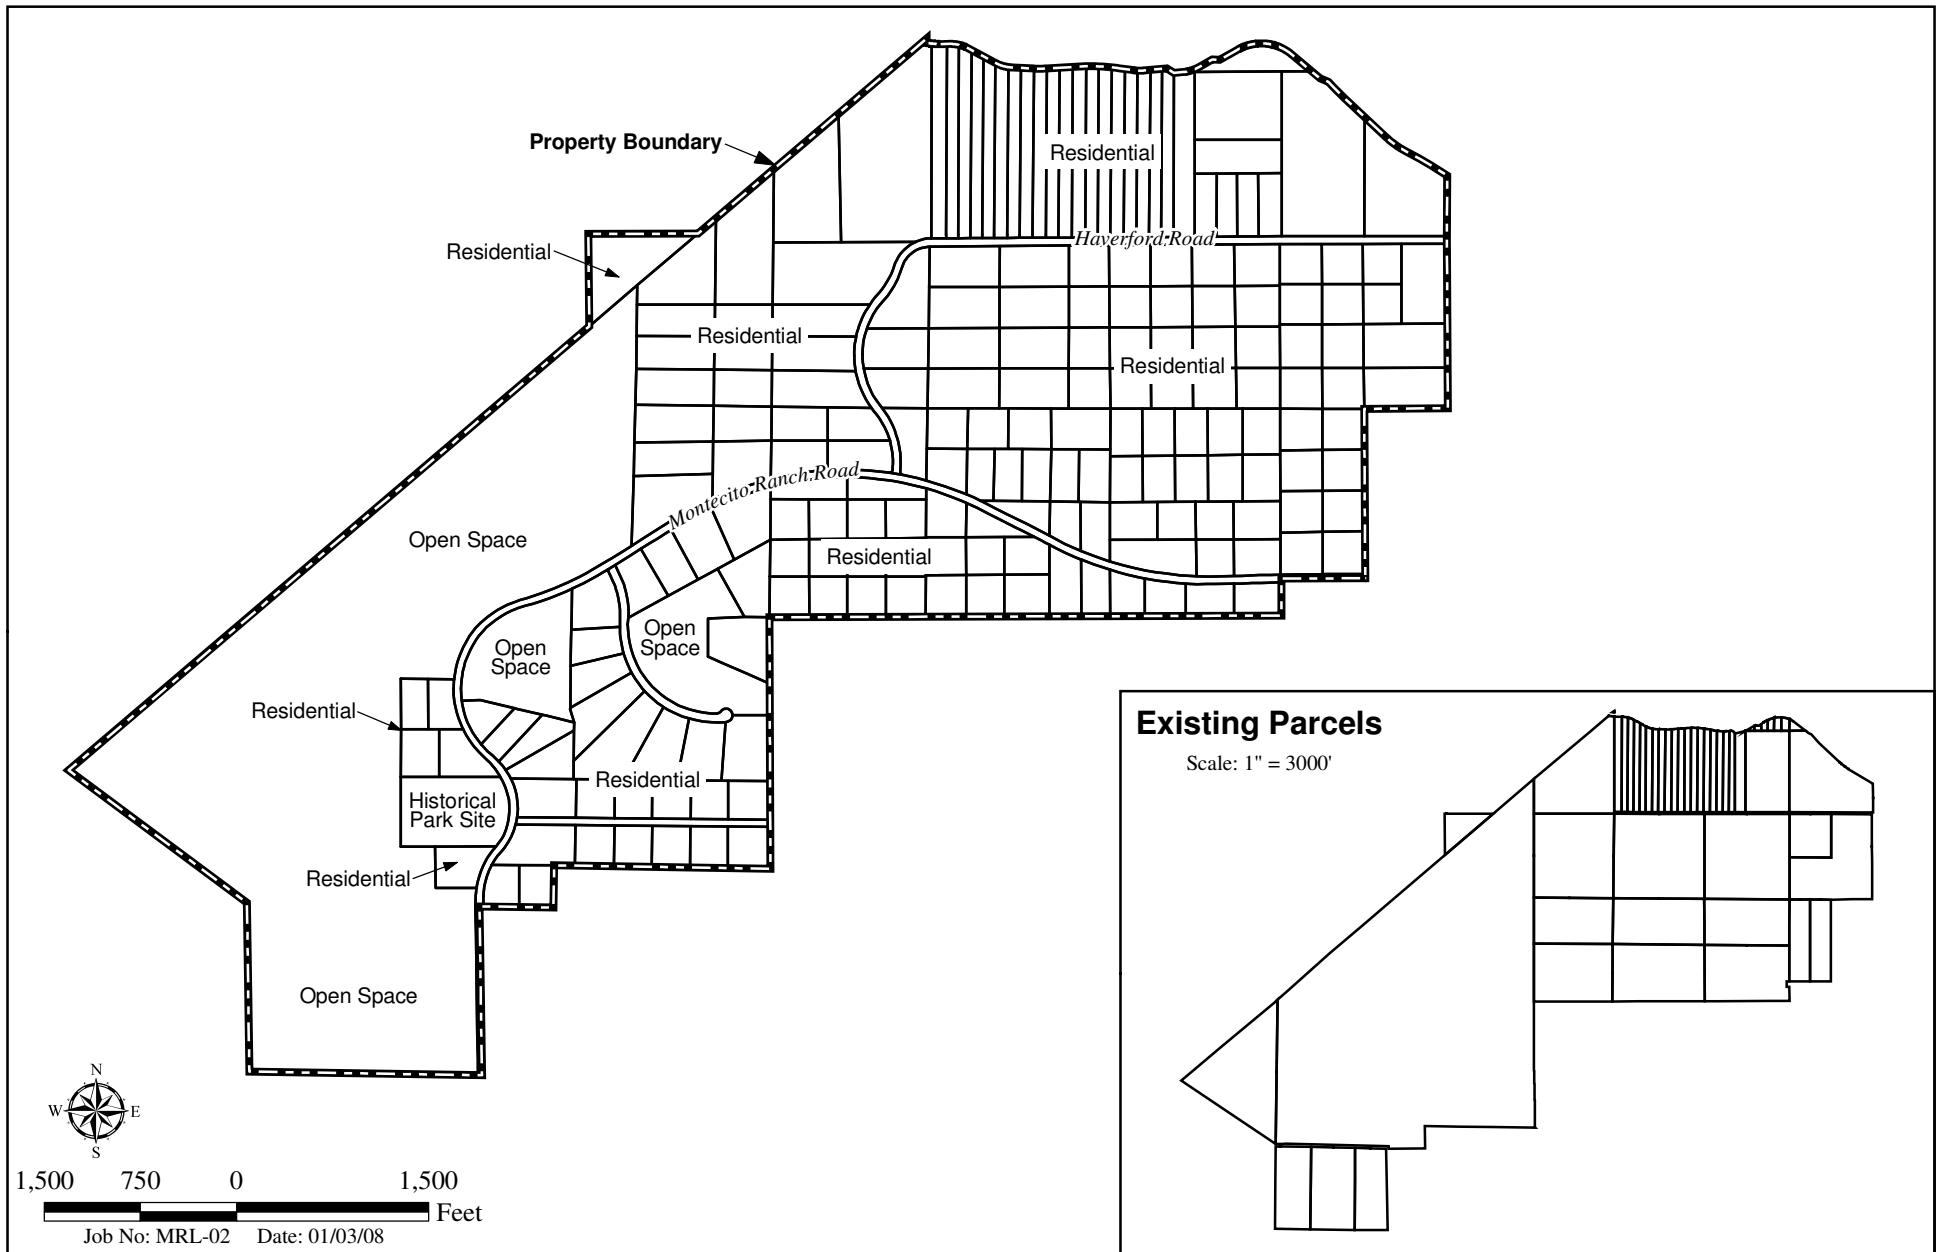 Property Boundary
Residential
Haverford Road
Residential
Residential
Residential
Montecito Ranch Road
Open Space
Residential
Open
Space
Open
Space
Residential
Residential
Historical
Park Site
Residential
Open Space
Existing Parcels
Scale: 1" = 3000'
N
W E
S
1,500 750 0 1,500
Feet
Job No: MRL-02 Date: 01/03/08